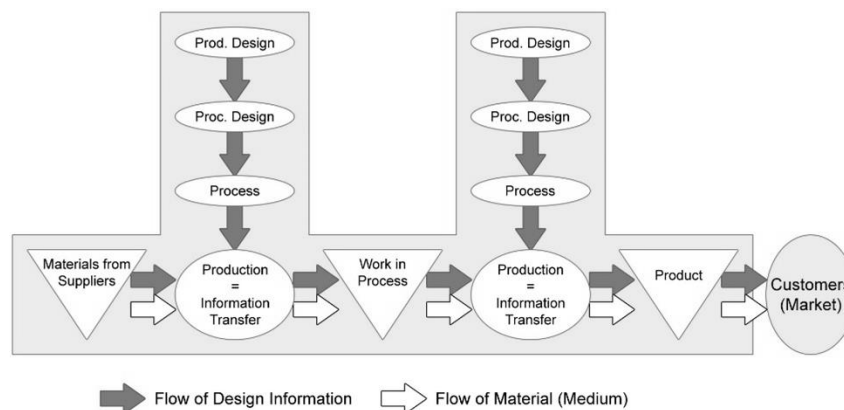 Prod. Design
Prod. Design
Proc. Design
Proc. Design
Process
Process
Materials from
Suppliers
Production
=
Information
Transfer
Work in
Process
Production
=
Information
Transfer
Product
Customers
(Market)
Flow of Design Information
Flow of Material (Medium)